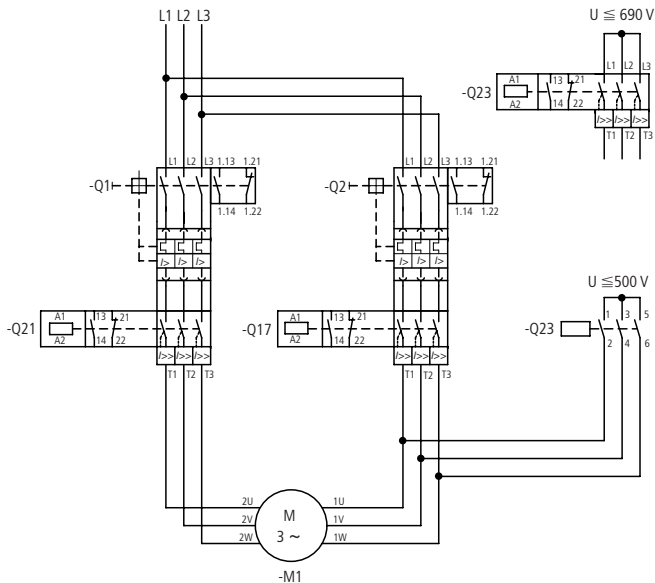 L1 L2 L3
U ≦ 690 V
L1 L2 L3
-Q23 A1 13 21
A2 14 22
I>> I>> I>>
T1 T2 T3
L1 L2 L3 1.13 1.21
-Q1
1.14 1.22
I> I> I>
L1 L2 L3 1.13 1.21
-Q2
1.14 1.22
I> I> I>
-Q21 A1 13 21
A2 14 22
I>> I>> I>>
T1 T2 T3
-Q17 A1 13 21
A2 14 22
I>> I>> I>>
T1 T2 T3
U ≦500 V
1 3 5
-Q23
2 4 6
2U 1U
2V M 1V
2W 3 ~ 1W
-M1